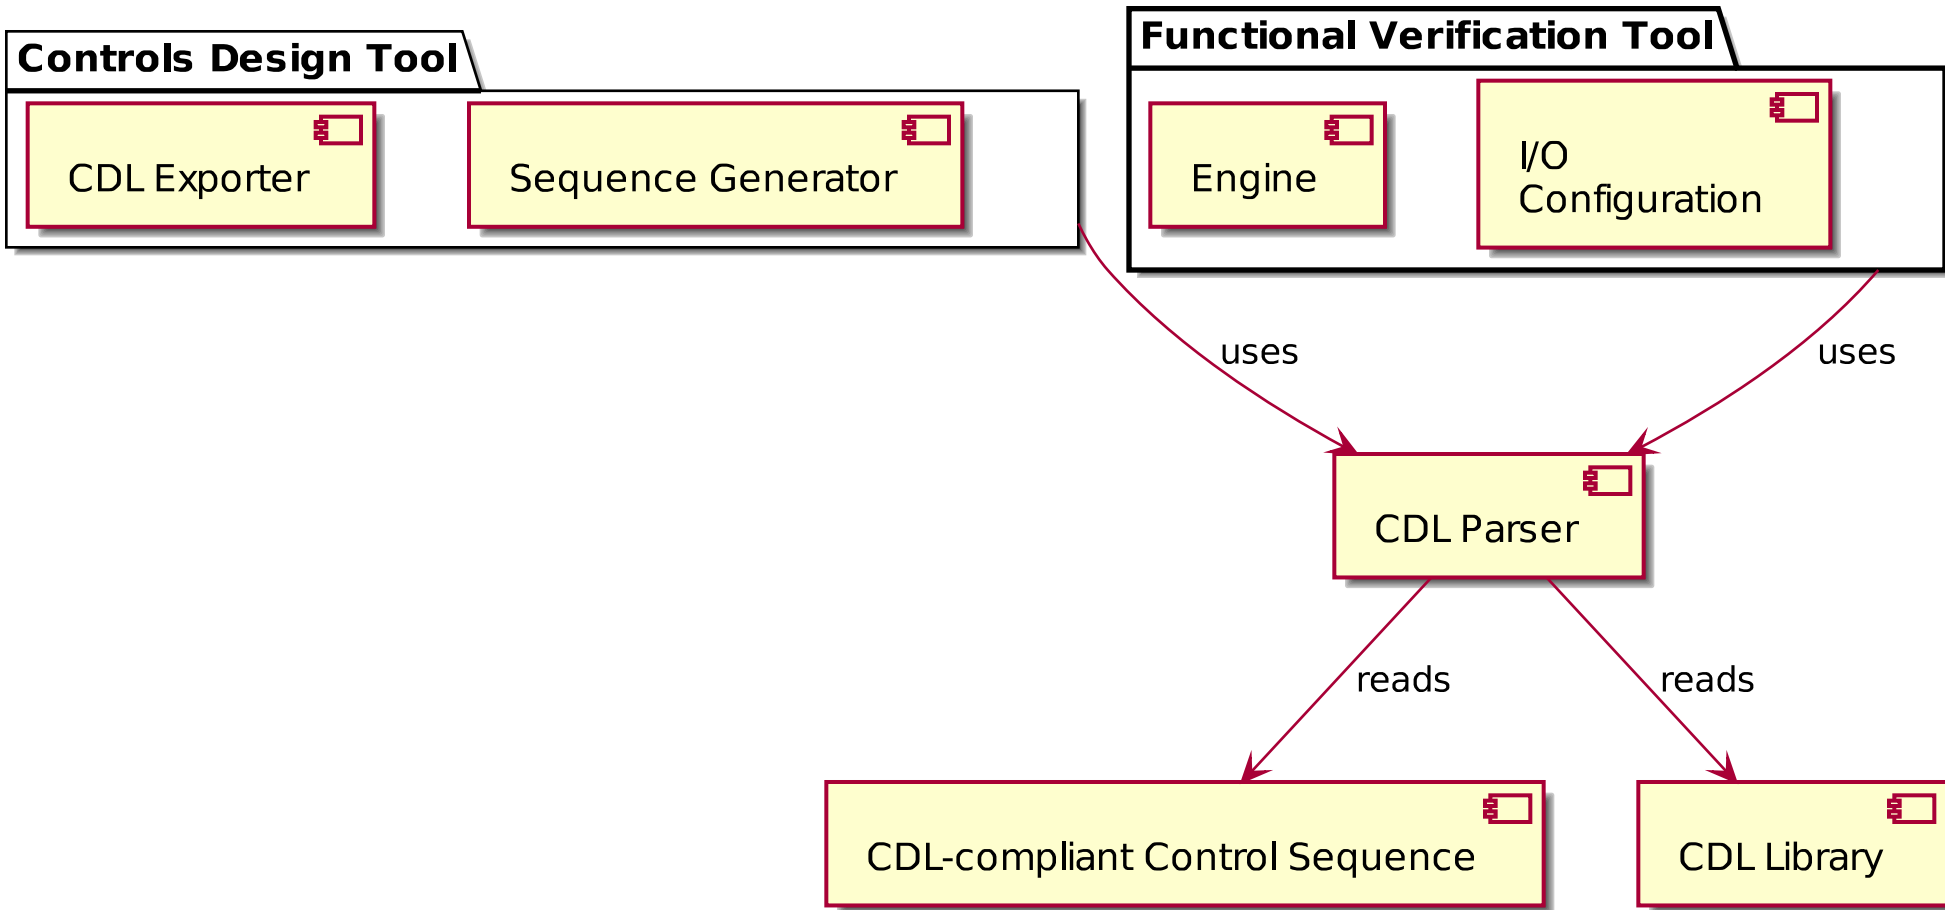 Controls Design Tool
Functional Verification Tool
CDL Exporter
Sequence Generator
Engine
I/O
Configuration
uses
uses
CDL Parser
reads
reads
CDL-compliant Control Sequence
CDL Library